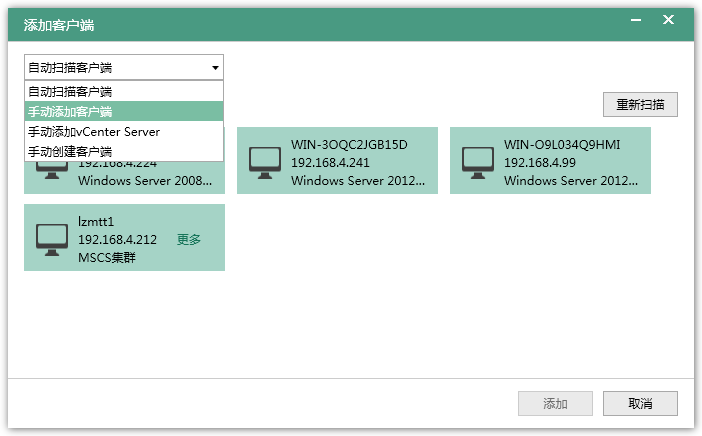 添加客户端
自动扫描客户端
自动扫描客户端
手动添加客户端
手动添加vCenter Server
手动创建客户端
重新扫描
192.168.4.224
Windows Server 2008...
WIN-3OQC2JGB15D
192.168.4.241
Windows Server 2012...
WIN-O9L034Q9HMI
192.168.4.99
Windows Server 2012...
lzmtt1
192.168.4.212 更多
MSCS集群
添加
取消